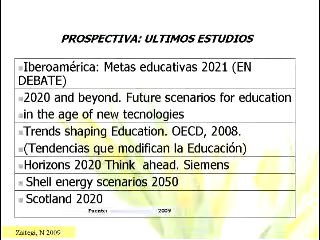 PROSPECTIVA: ULTIMOS ESTUDIOS
Iberoamérica: Metas educativas 2021 (EN
DEBATE)
2020 and beyond. Future scenarios for education
in the age of new tecnologies
Trends shaping Education. OECD, 2008.
(Tendencias que modifican la Educación)
Horizons 2020 Think ahead. Siemens
Shell energy scenarios 2050
Scotland 2020
Fuente: 2009
Zaitegi, N 2009